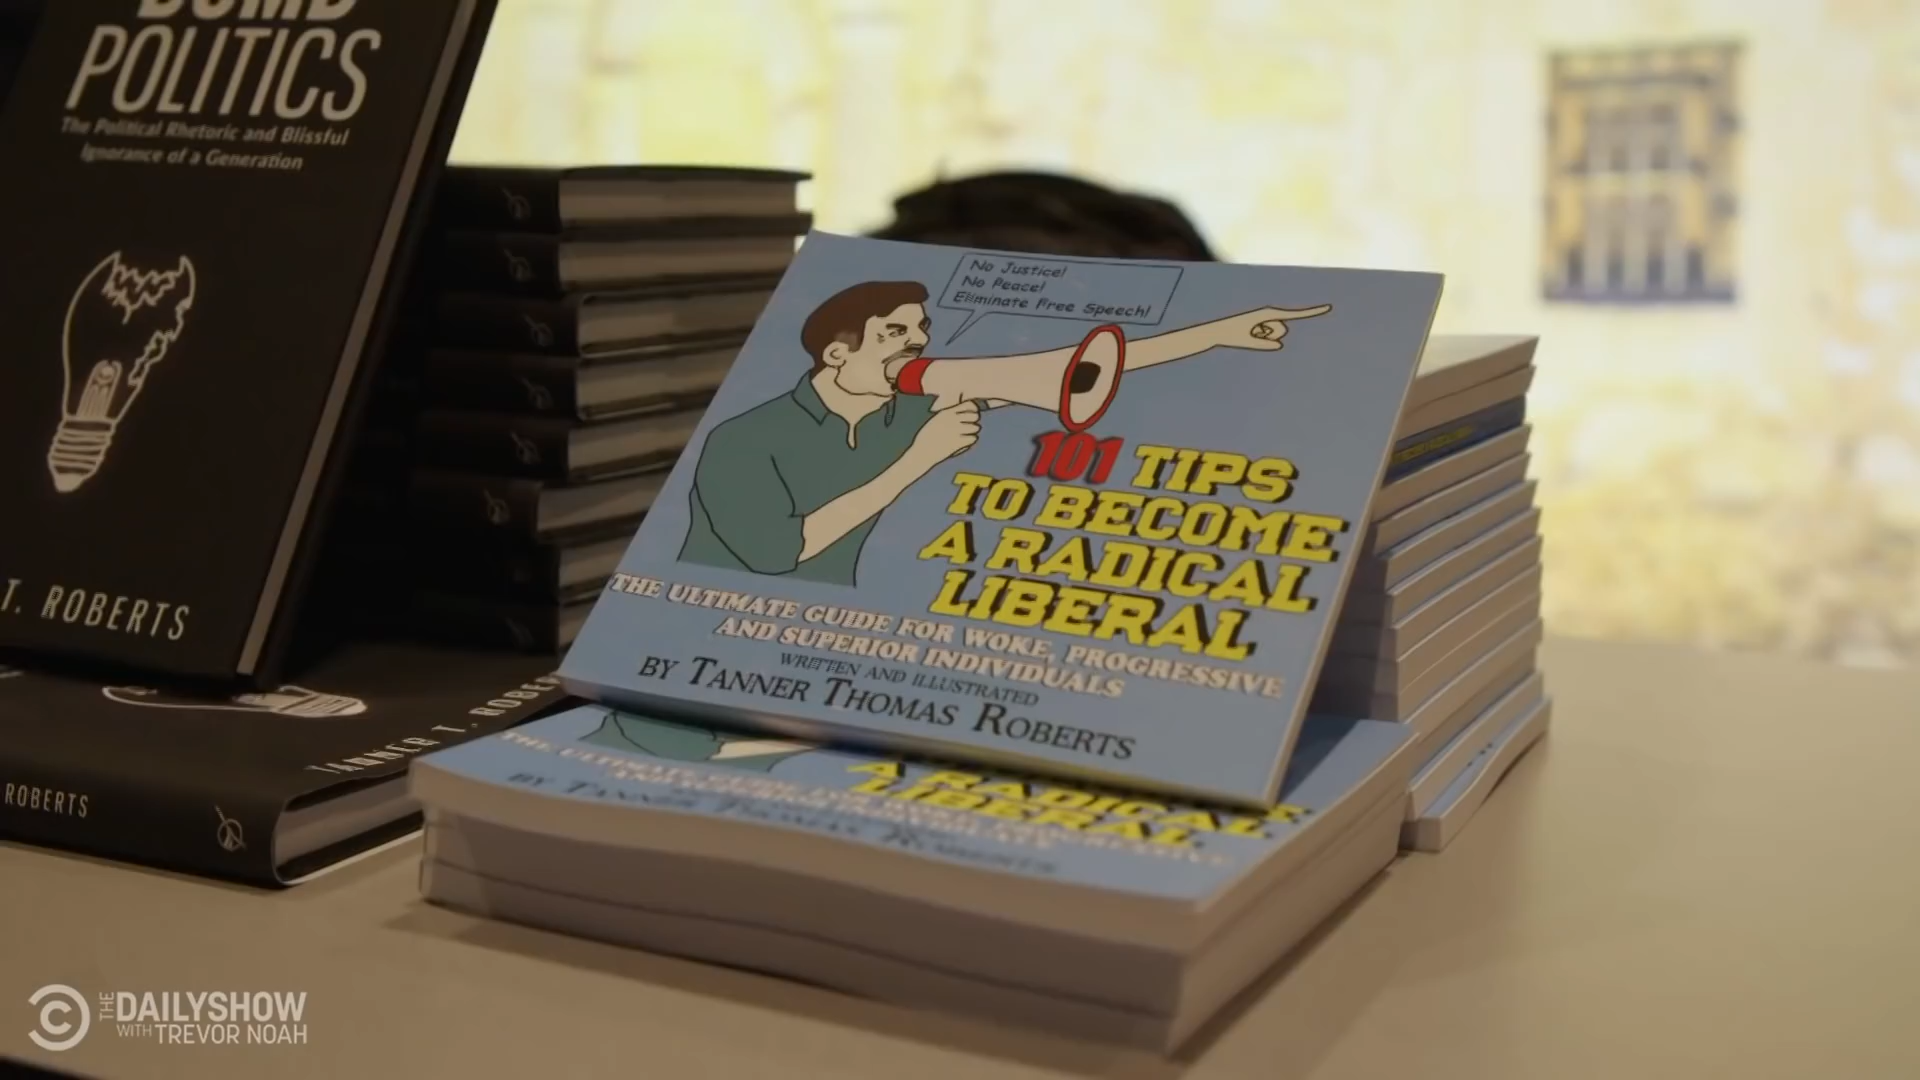 POLITICS
The Political Rhetoric and Blissful
Ignorance of a Generation
T. ROBERTS
ROBERTS
No Justice!
No Peace!
Eliminate Free Speech!
101 TIPS
TO BECOME
A RADICAL
LIBERAL
THE ULTIMATE GUIDE FOR WOKE, PROGRESSIVE
AND SUPERIOR INDIVIDUALS
WRITTEN AND ILLUSTRATED
BY TANNER THOMAS ROBERTS
A RADICAL
LIBERAL
THE DAILYSHOW
WITH TREVOR NOAH